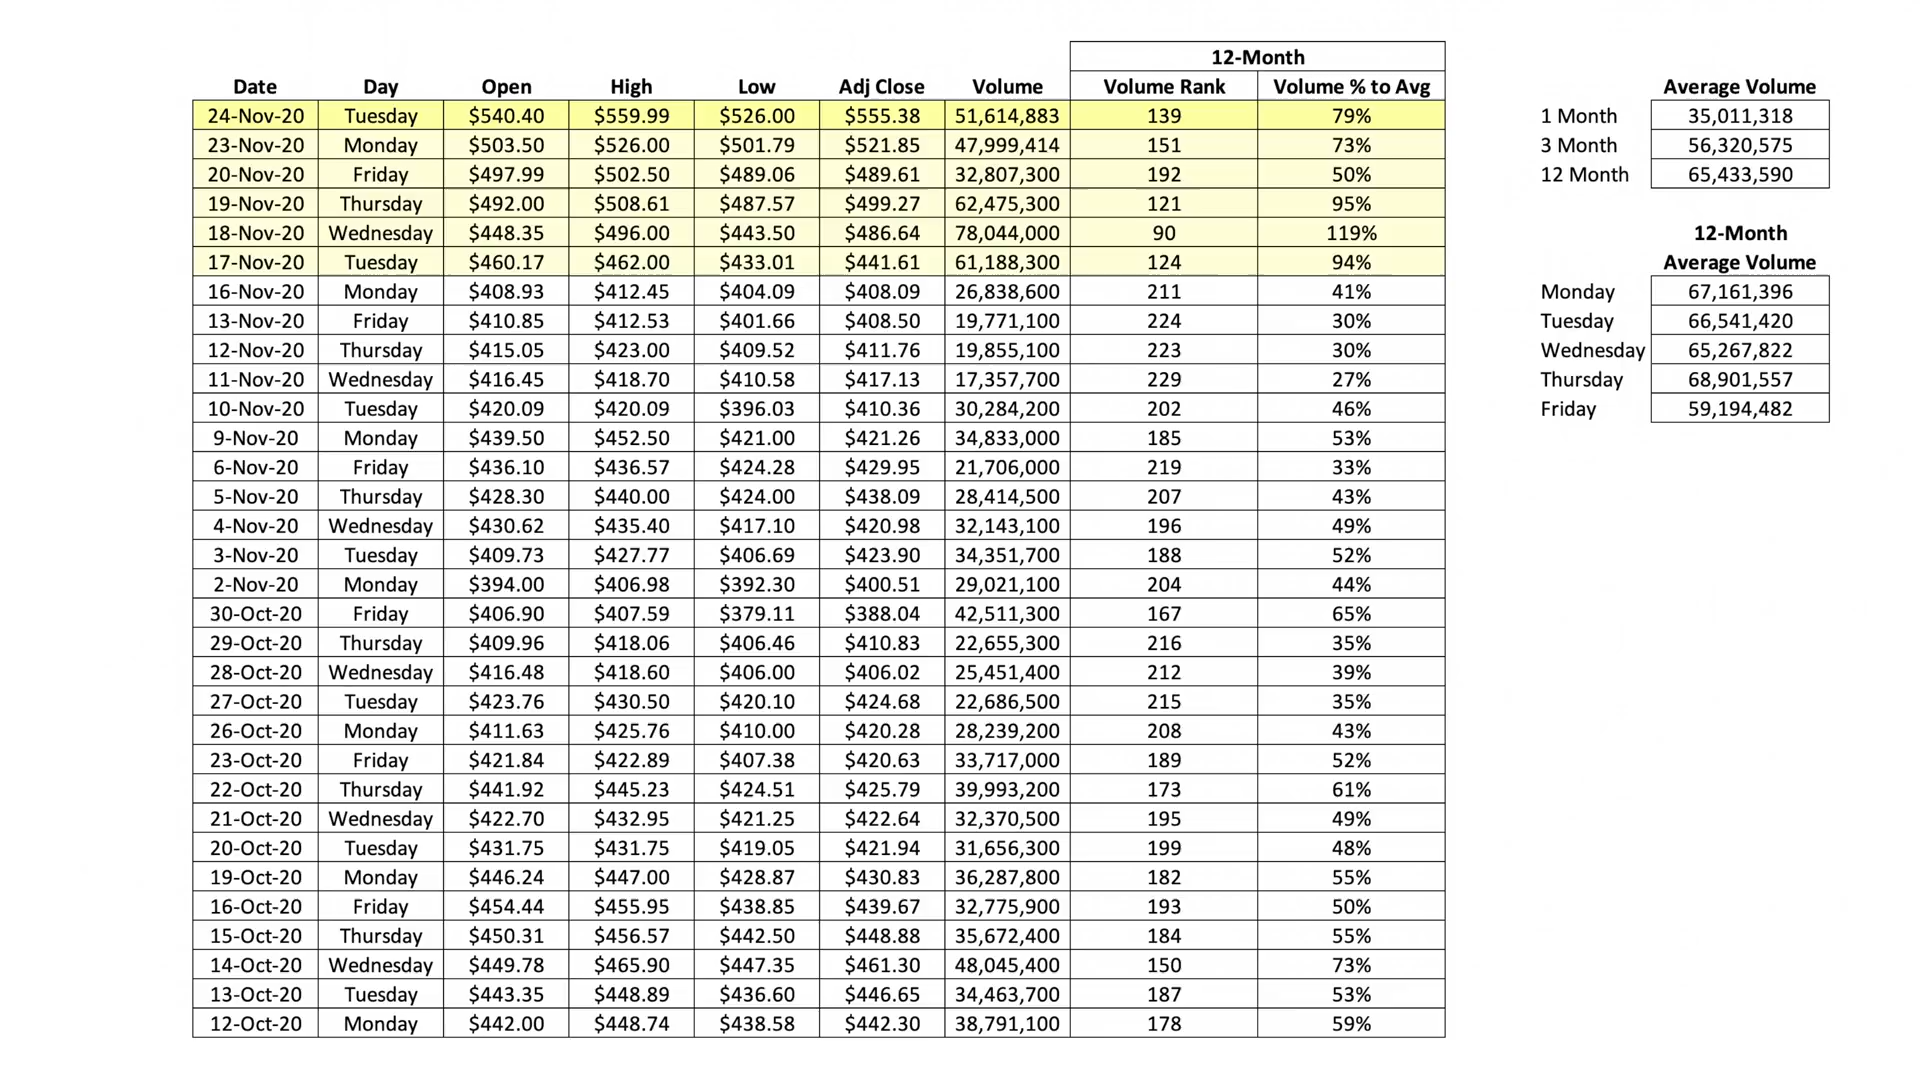 12-Month
Date Day Open High Low Adj Close Volume Volume Rank Volume % to Avg Average Volume
24-Nov-20 Tuesday $540.40 $559.99 $526.00 $555.38 51,614,883 139 79% 1 Month 35,011,318
23-Nov-20 Monday $503.50 $526.00 $501.79 $521.85 47,999,414 151 73% 3 Month 56,320,575
20-Nov-20 Friday $497.99 $502.50 $489.06 $489.61 32,807,300 192 50% 12 Month 65,433,590
19-Nov-20 Thursday $492.00 $508.61 $487.57 $499.27 62,475,300 121 95%
18-Nov-20 Wednesday $448.35 $496.00 $443.50 $486.64 78,044,000 90 119% 12-Month
17-Nov-20 Tuesday $460.17 $462.00 $433.01 $441.61 61,188,300 124 94% Average Volume
16-Nov-20 Monday $408.93 $412.45 $404.09 $408.09 26,838,600 211 41% Monday 67,161,396
13-Nov-20 Friday $410.85 $412.53 $401.66 $408.50 19,771,100 224 30% Tuesday 66,541,420
12-Nov-20 Thursday $415.05 $423.00 $409.52 $411.76 19,855,100 223 30% Wednesday 65,267,822
11-Nov-20 Wednesday $416.45 $418.70 $410.58 $417.13 17,357,700 229 27% Thursday 68,901,557
10-Nov-20 Tuesday $420.09 $420.09 $396.03 $410.36 30,284,200 202 46% Friday 59,194,482
9-Nov-20 Monday $439.50 $452.50 $421.00 $421.26 34,833,000 185 53%
6-Nov-20 Friday $436.10 $436.57 $424.28 $429.95 21,706,000 219 33%
5-Nov-20 Thursday $428.30 $440.00 $424.00 $438.09 28,414,500 207 43%
4-Nov-20 Wednesday $430.62 $435.40 $417.10 $420.98 32,143,100 196 49%
3-Nov-20 Tuesday $409.73 $427.77 $406.69 $423.90 34,351,700 188 52%
2-Nov-20 Monday $394.00 $406.98 $392.30 $400.51 29,021,100 204 44%
30-Oct-20 Friday $406.90 $407.59 $379.11 $388.04 42,511,300 167 65%
29-Oct-20 Thursday $409.96 $418.06 $406.46 $410.83 22,655,300 216 35%
28-Oct-20 Wednesday $416.48 $418.60 $406.00 $406.02 25,451,400 212 39%
27-Oct-20 Tuesday $423.76 $430.50 $420.10 $424.68 22,686,500 215 35%
26-Oct-20 Monday $411.63 $425.76 $410.00 $420.28 28,239,200 208 43%
23-Oct-20 Friday $421.84 $422.89 $407.38 $420.63 33,717,000 189 52%
22-Oct-20 Thursday $441.92 $445.23 $424.51 $425.79 39,993,200 173 61%
21-Oct-20 Wednesday $422.70 $432.95 $421.25 $422.64 32,370,500 195 49%
20-Oct-20 Tuesday $431.75 $431.75 $419.05 $421.94 31,656,300 199 48%
19-Oct-20 Monday $446.24 $447.00 $428.87 $430.83 36,287,800 182 55%
16-Oct-20 Friday $454.44 $455.95 $438.85 $439.67 32,775,900 193 50%
15-Oct-20 Thursday $450.31 $456.57 $442.50 $448.88 35,672,400 184 55%
14-Oct-20 Wednesday $449.78 $465.90 $447.35 $461.30 48,045,400 150 73%
13-Oct-20 Tuesday $443.35 $448.89 $436.60 $446.65 34,463,700 187 53%
12-Oct-20 Monday $442.00 $448.74 $438.58 $442.30 38,791,100 178 59%